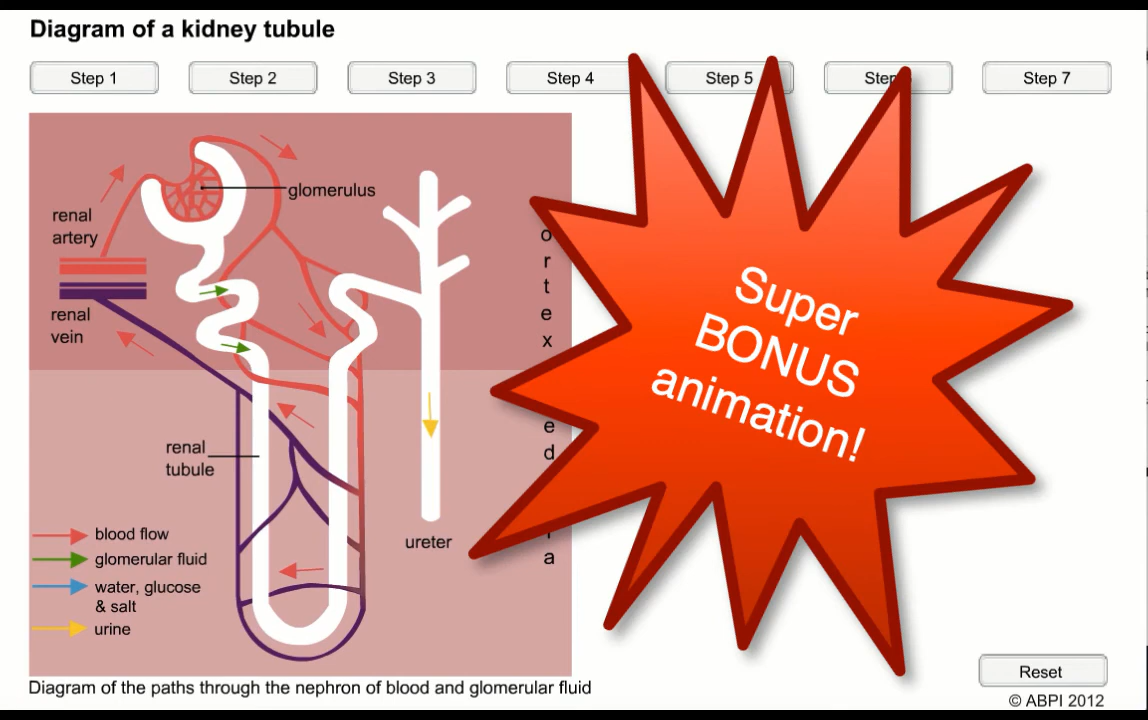 Diagram of a kidney tubule
Step 1
Step 2
Step 3
Step 4
Step 5
Step 7
glomerulus
renal
artery
renal
vein
o
r
t
e
x
e
d
a
renal
tubule
ureter
blood flow
glomerular fluid
water, glucose
& salt
urine
Super
BONUS
animation!
Diagram of the paths through the nephron of blood and glomerular fluid
Reset
© ABPI 2012